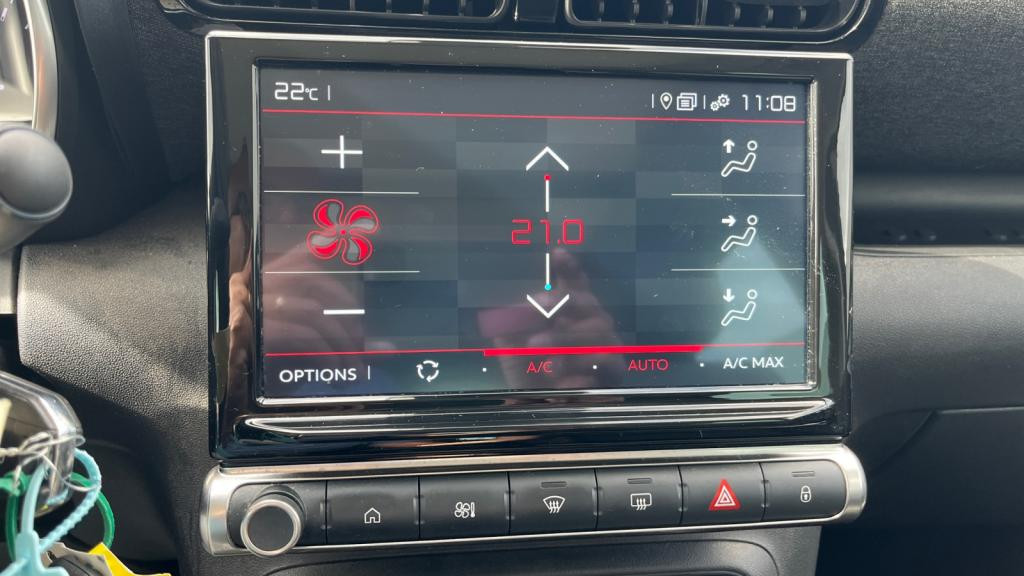 22°C 11:08
21.0
OPTIONS A/C AUTO A/C MAX